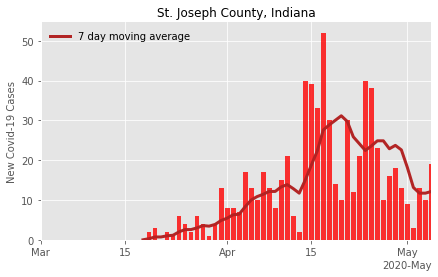 St. Joseph County, Indiana
7 day moving average
New Covid-19 Cases
50
40
30
20
10
0
Mar 15 Apr 15 May
2020-May